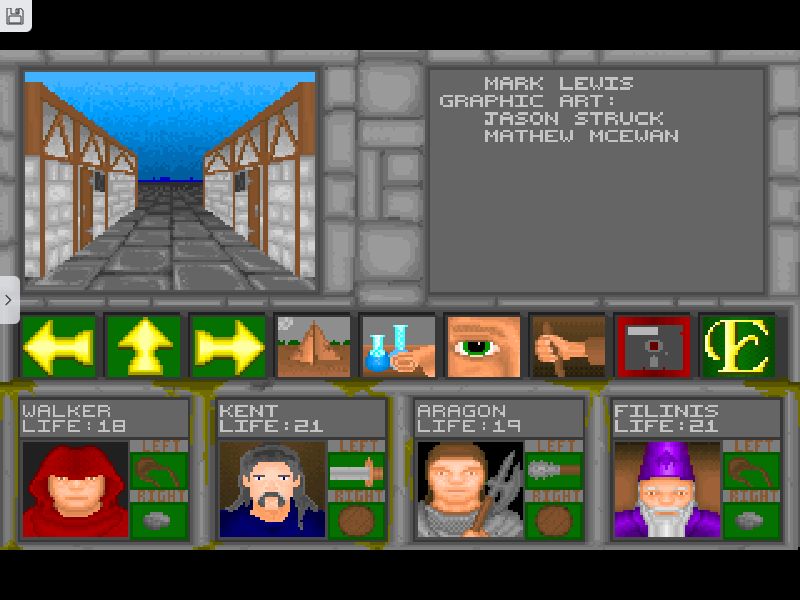 MARK LEWIS
GRAPHIC ART:
JASON STRUCK
MATHEW MCEWAN
E
WALKER
LIFE:18
LEFT
RIGHT
KENT
LIFE:21
LEFT
RIGHT
ARAGON
LIFE:19
LEFT
RIGHT
FILINIS
LIFE:21
LEFT
RIGHT